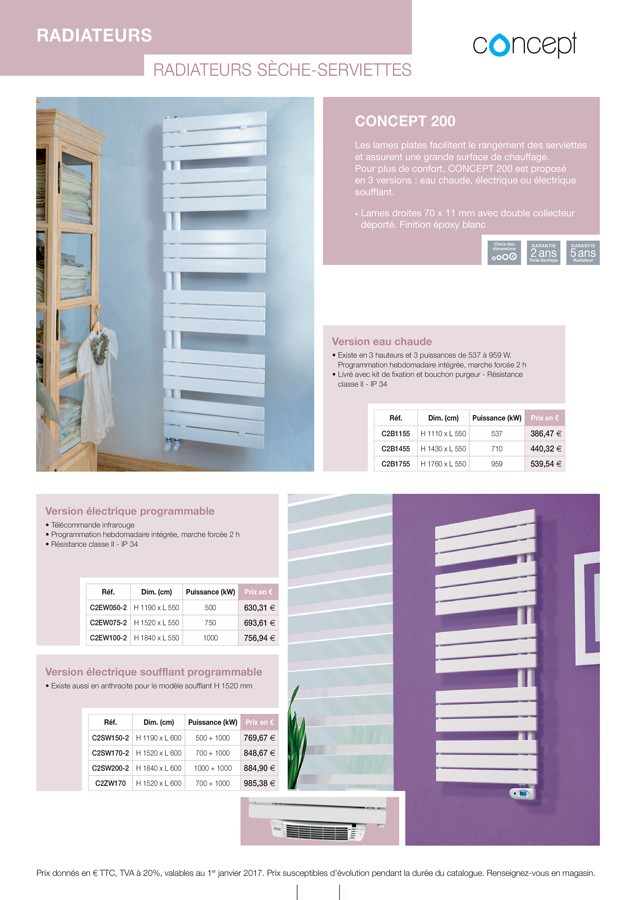 RADIATEURS
concept
RADIATEURS SÈCHE-SERVIETTES
CONCEPT 200
Les lames plates facilitent le rangement des serviettes
et assurent une grande surface de chauffage.
Pour plus de confort, CONCEPT 200 est proposé
en 3 versions : eau chaude, électrique ou électrique
soufflant.
• Lames droites 70 x 11 mm avec double collecteur
déporté. Finition époxy blanc
Choix des
dimensions
GARANTIE
2 ans
Partie électrique
GARANTIE
5 ans
Radiateur
Version eau chaude
• Existe en 3 hauteurs et 3 puissances de 537 à 959 W.
Programmation hebdomadaire intégrée, marche forcée 2 h
• Livré avec kit de fixation et bouchon purgeur - Résistance
classe II - IP 34
Réf. Dim. (cm) Puissance (kW) Prix en €
C2B1155 H 1110 x L 550 537 386,47 €
C2B1455 H 1430 x L 550 710 440,32 €
C2B1755 H 1760 x L 550 959 539,54 €
Version électrique programmable
• Télécommande infrarouge
• Programmation hebdomadaire intégrée, marche forcée 2 h
• Résistance classe II - IP 34
Réf. Dim. (cm) Puissance (kW) Prix en €
C2EW050-2 H 1190 x L 550 500 630,31 €
C2EW075-2 H 1520 x L 550 750 693,61 €
C2EW100-2 H 1840 x L 550 1000 756,94 €
Version électrique soufflant programmable
• Existe aussi en anthracite pour le modèle soufflant H 1520 mm
Réf. Dim. (cm) Puissance (kW) Prix en €
C2SW150-2 H 1190 x L 600 500 + 1000 769,67 €
C2SW170-2 H 1520 x L 600 700 + 1000 848,67 €
C2SW200-2 H 1840 x L 600 1000 + 1000 884,90 €
C2ZW170 H 1520 x L 600 700 + 1000 985,38 €
Prix donnés en € TTC, TVA à 20%, valables au 1er janvier 2017. Prix susceptibles d'évolution pendant la durée du catalogue. Renseignez-vous en magasin.